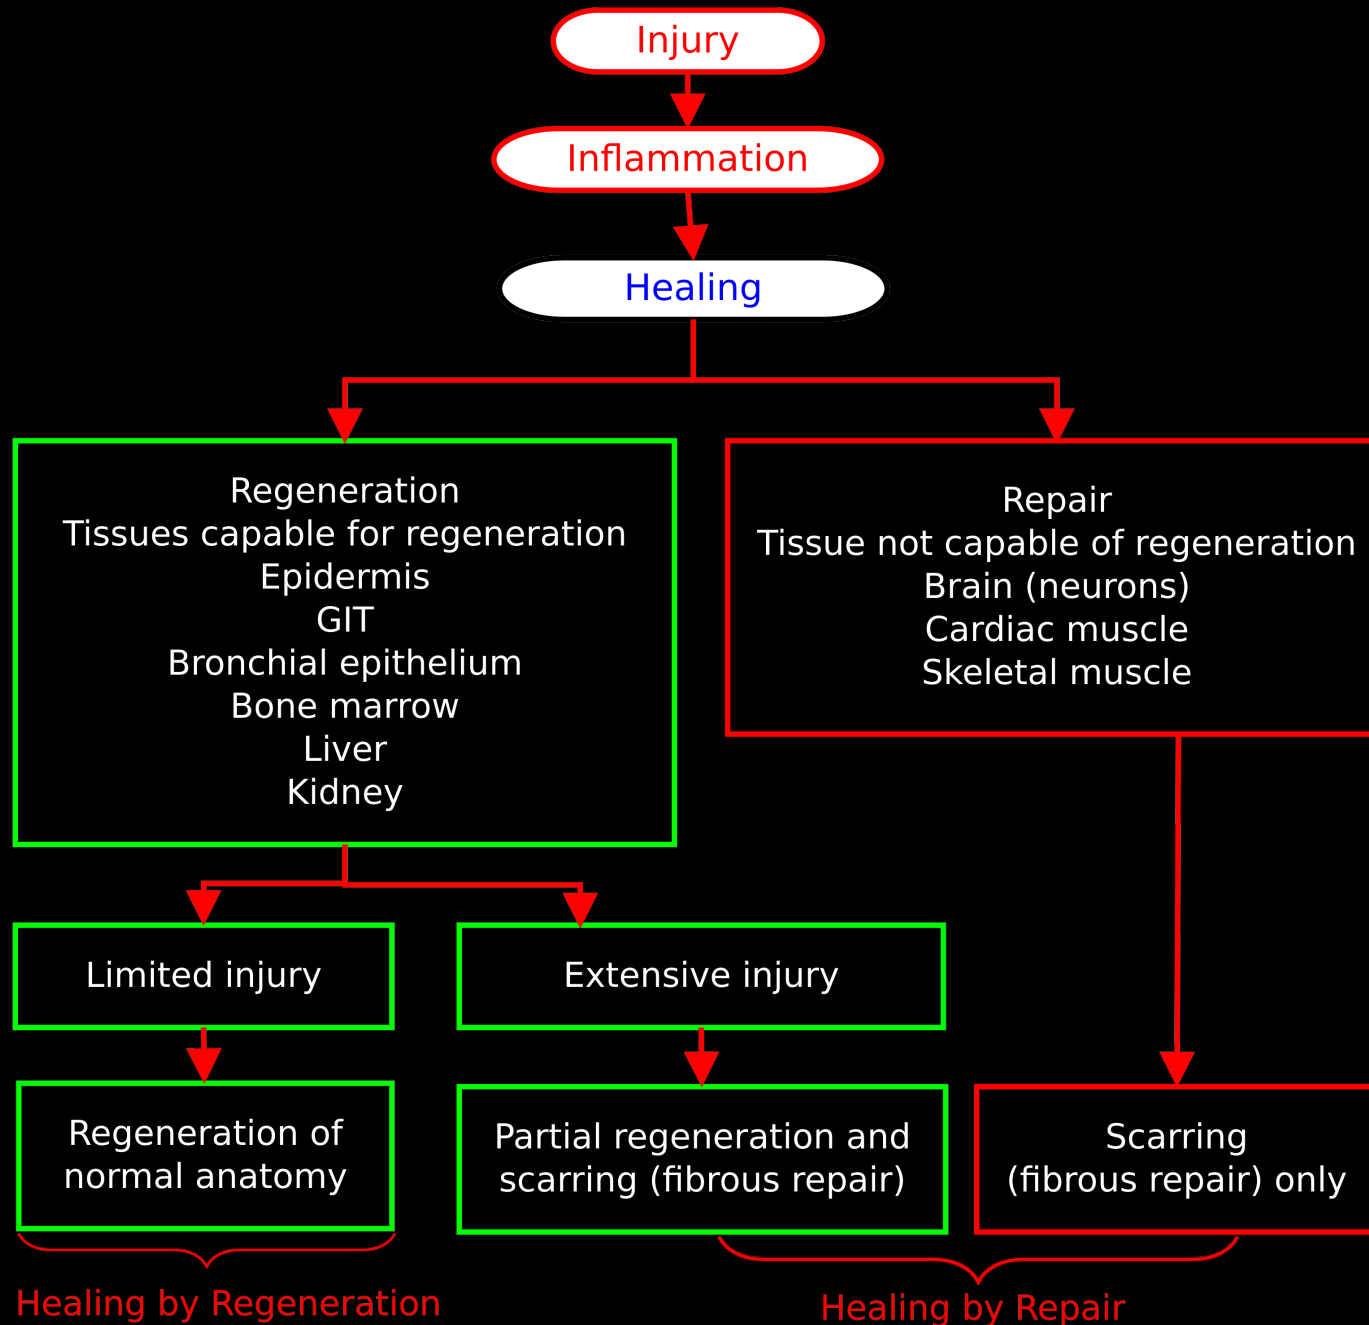 Injury
Inflammation
Healing
Regeneration
Tissues capable for regeneration
Epidermis
GIT
Bronchial epithelium
Bone marrow
Liver
Kidney
Repair
Tissue not capable of regeneration
Brain (neurons)
Cardiac muscle
Skeletal muscle
Limited injury
Extensive injury
Regeneration of
normal anatomy
Partial regeneration and
scarring (fibrous repair)
Scarring
(fibrous repair) only
Healing by Regeneration
Healing by Repair